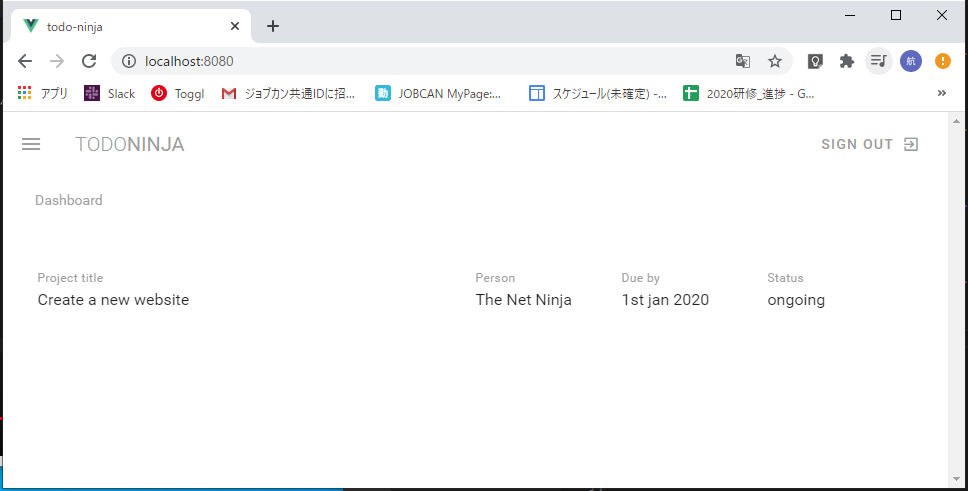 todo-ninja
localhost:8080
航
アプリ Slack Toggl ジョブカン共通IDに招... JOBCAN MyPage:... スケジュール(未確定) -... 2020研修_進捗 - G... »
TODONINJA SIGN OUT
Dashboard
Project title Person Due by Status
Create a new website The Net Ninja 1st jan 2020 ongoing